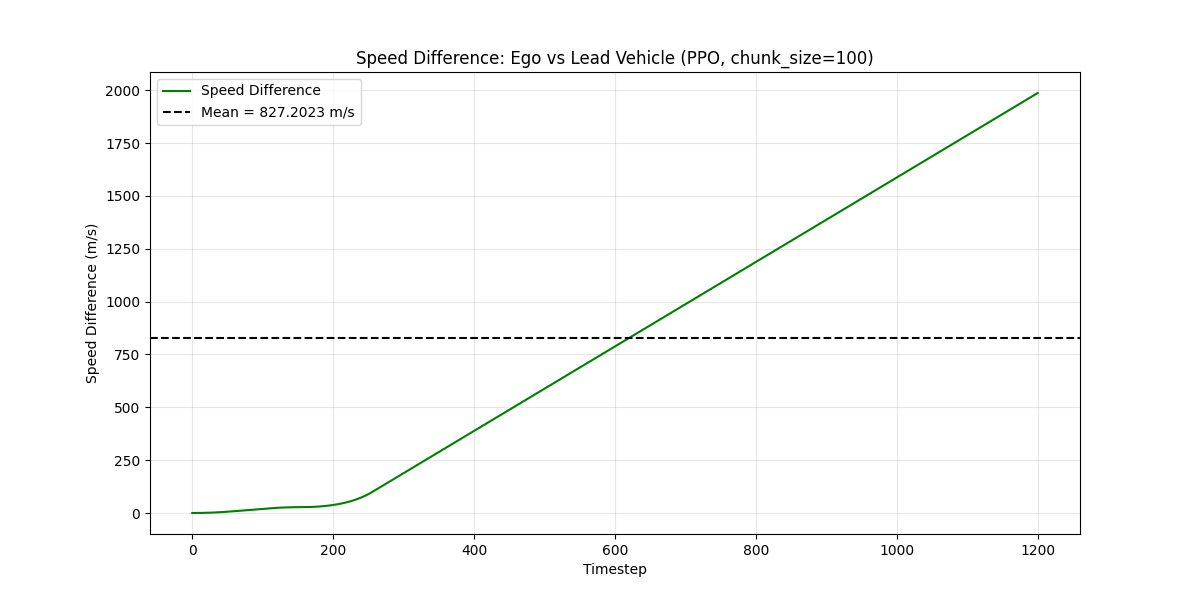 Speed Difference: Ego vs Lead Vehicle (PPO, chunk_size=100)
Speed Difference
Mean = 827.2023 m/s
Speed Difference (m/s)
2000
1750
1500
1250
1000
750
500
250
0
0 200 400 600 800 1000 1200
Timestep